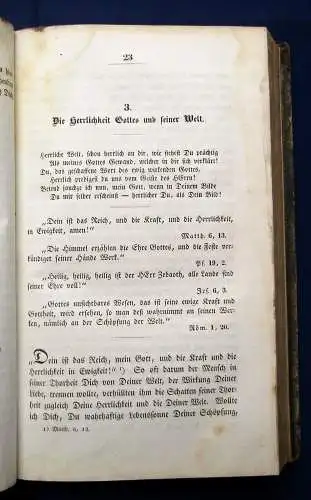 23
3.
Die Herrlichkeit Gottes und seiner Welt.
Herrliche Welt, schon herrlich an dir, wie siehst Du prächtig
Als meines Gottes Gewand, welcher in die sich verklärt!
Du, das geschaffene Wort des ewig wirkenden Gottes,
Herrlich predigest du uns vom Geiste des HErrn!
Betend jauchze ich nun, mein Gott, wenn in Deinem Bilde
Du mir selber erscheinst — herrlicher Du, als Dein Bild!
„Dein ist das Reich, und die Kraft, und die Herrlichkeit,
in Ewigkeit, amen!“
Matth. 6, 13.
„Die Himmel erzählen die Ehre Gottes, und die Feste ver-
kündiget seiner Hände Werk.“
Ps. 19, 2.
„Heilig, heilig, heilig ist der HErr Zebaoth, alle Lande sind
seiner Ehre voll!“
Jes. 6, 3.
„Gottes unsichtbares Wesen, das ist seine ewige Kraft und
Gottheit, wird ersehen, so man deß wahrnimmt an seinen Wer-
ken, nämlich an der Schöpfung der Welt.“
Röm. 1, 20.
„Dein ist das Reich, mein Gott, und die Kraft und die
Herrlichkeit in Ewigkeit!“ ¹) So oft darum der Mensch in
seiner Thorheit Dich von Deiner Welt, der Wirkung Deiner
liebe, trennen wollte, verhüllten ihm die Schatten seiner Thor-
heit zugleich Deine Herrlichkeit und die Deiner Welt. Wollte
ich Dich, Du wahrhaftige Lebenssonne Deiner Schöpfung,
1) Matth. 6, 13.